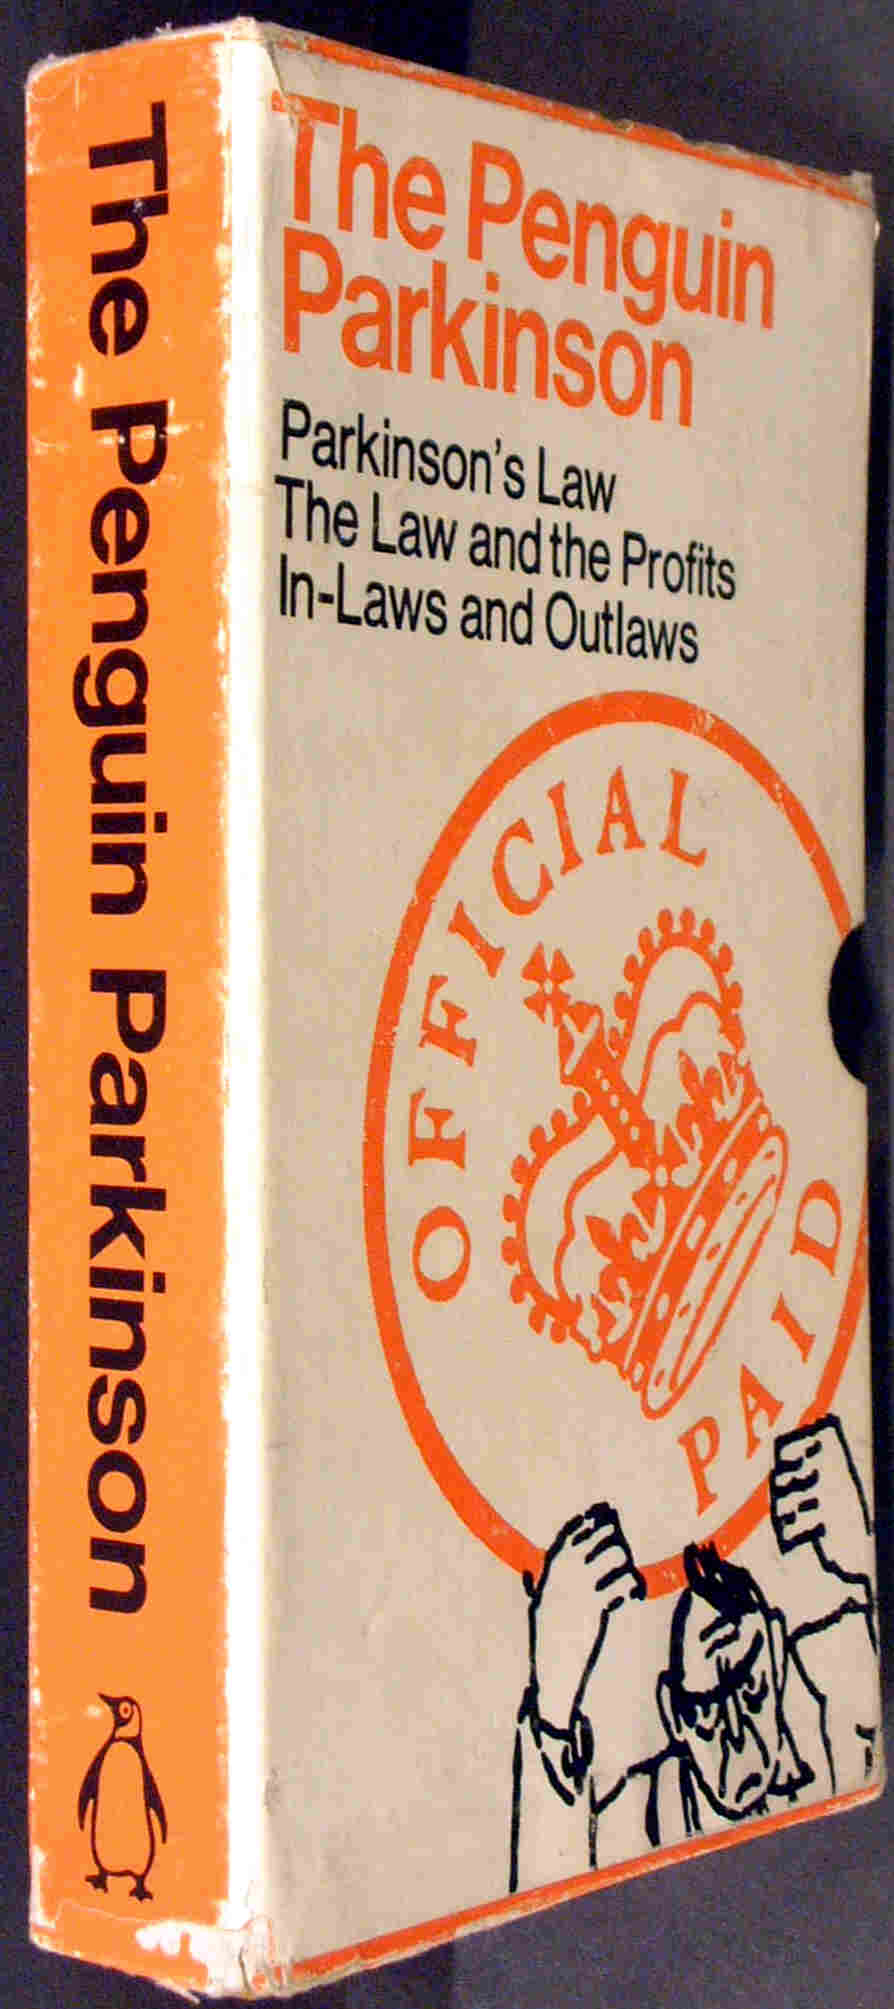 The Penguin Parkinson
The Penguin
Parkinson
Parkinson's Law
The Law and the Profits
In-Laws and Outlaws
OFFICIAL
PAID